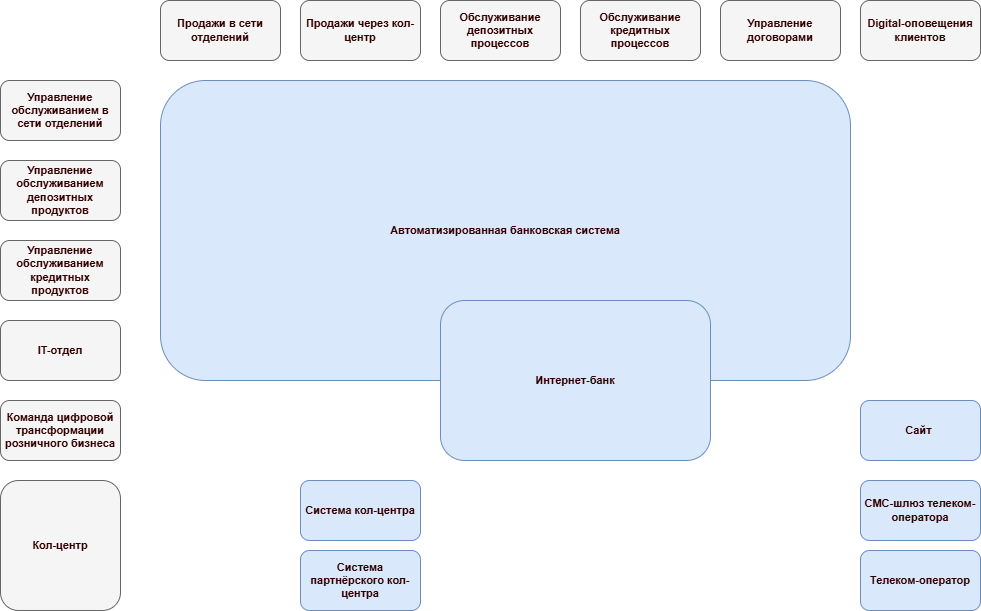 Продажи в сети
отделений
Продажи через кол-
центр
Обслуживание
депозитных
процессов
Обслуживание
кредитных
процессов
Управление
договорами
Digital-оповещения
клиентов
Управление
обслуживанием в
сети отделений
Управление
обслуживанием
депозитных
продуктов
Управление
обслуживанием
кредитных
продуктов
IT-отдел
Команда цифровой
трансформации
розничного бизнеса
Кол-центр
Автоматизированная банковская система
Интернет-банк
Сайт
Система кол-центра
СМС-шлюз телеком-
оператора
Система
партнёрского кол-
центра
Телеком-оператор